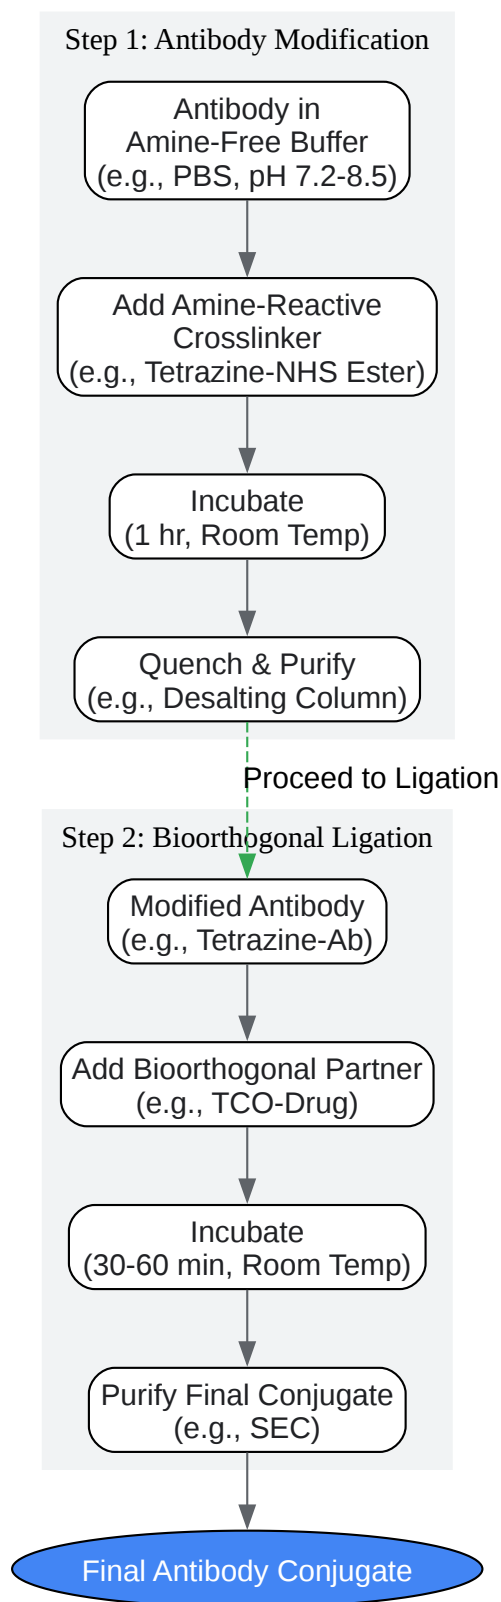 Step 1: Antibody Modification
Antibody in
Amine-Free Buffer
(e.g., PBS, pH 7.2-8.5)
Add Amine-Reactive
Crosslinker
(e.g., Tetrazine-NHS Ester)
Incubate
(1 hr, Room Temp)
Quench & Purify
(e.g., Desalting Column)
Proceed to Ligation
Step 2: Bioorthogonal Ligation
Modified Antibody
(e.g., Tetrazine-Ab)
Add Bioorthogonal Partner
(e.g., TCO-Drug)
Incubate
(30-60 min, Room Temp)
Purify Final Conjugate
(e.g., SEC)
Final Antibody Conjugate